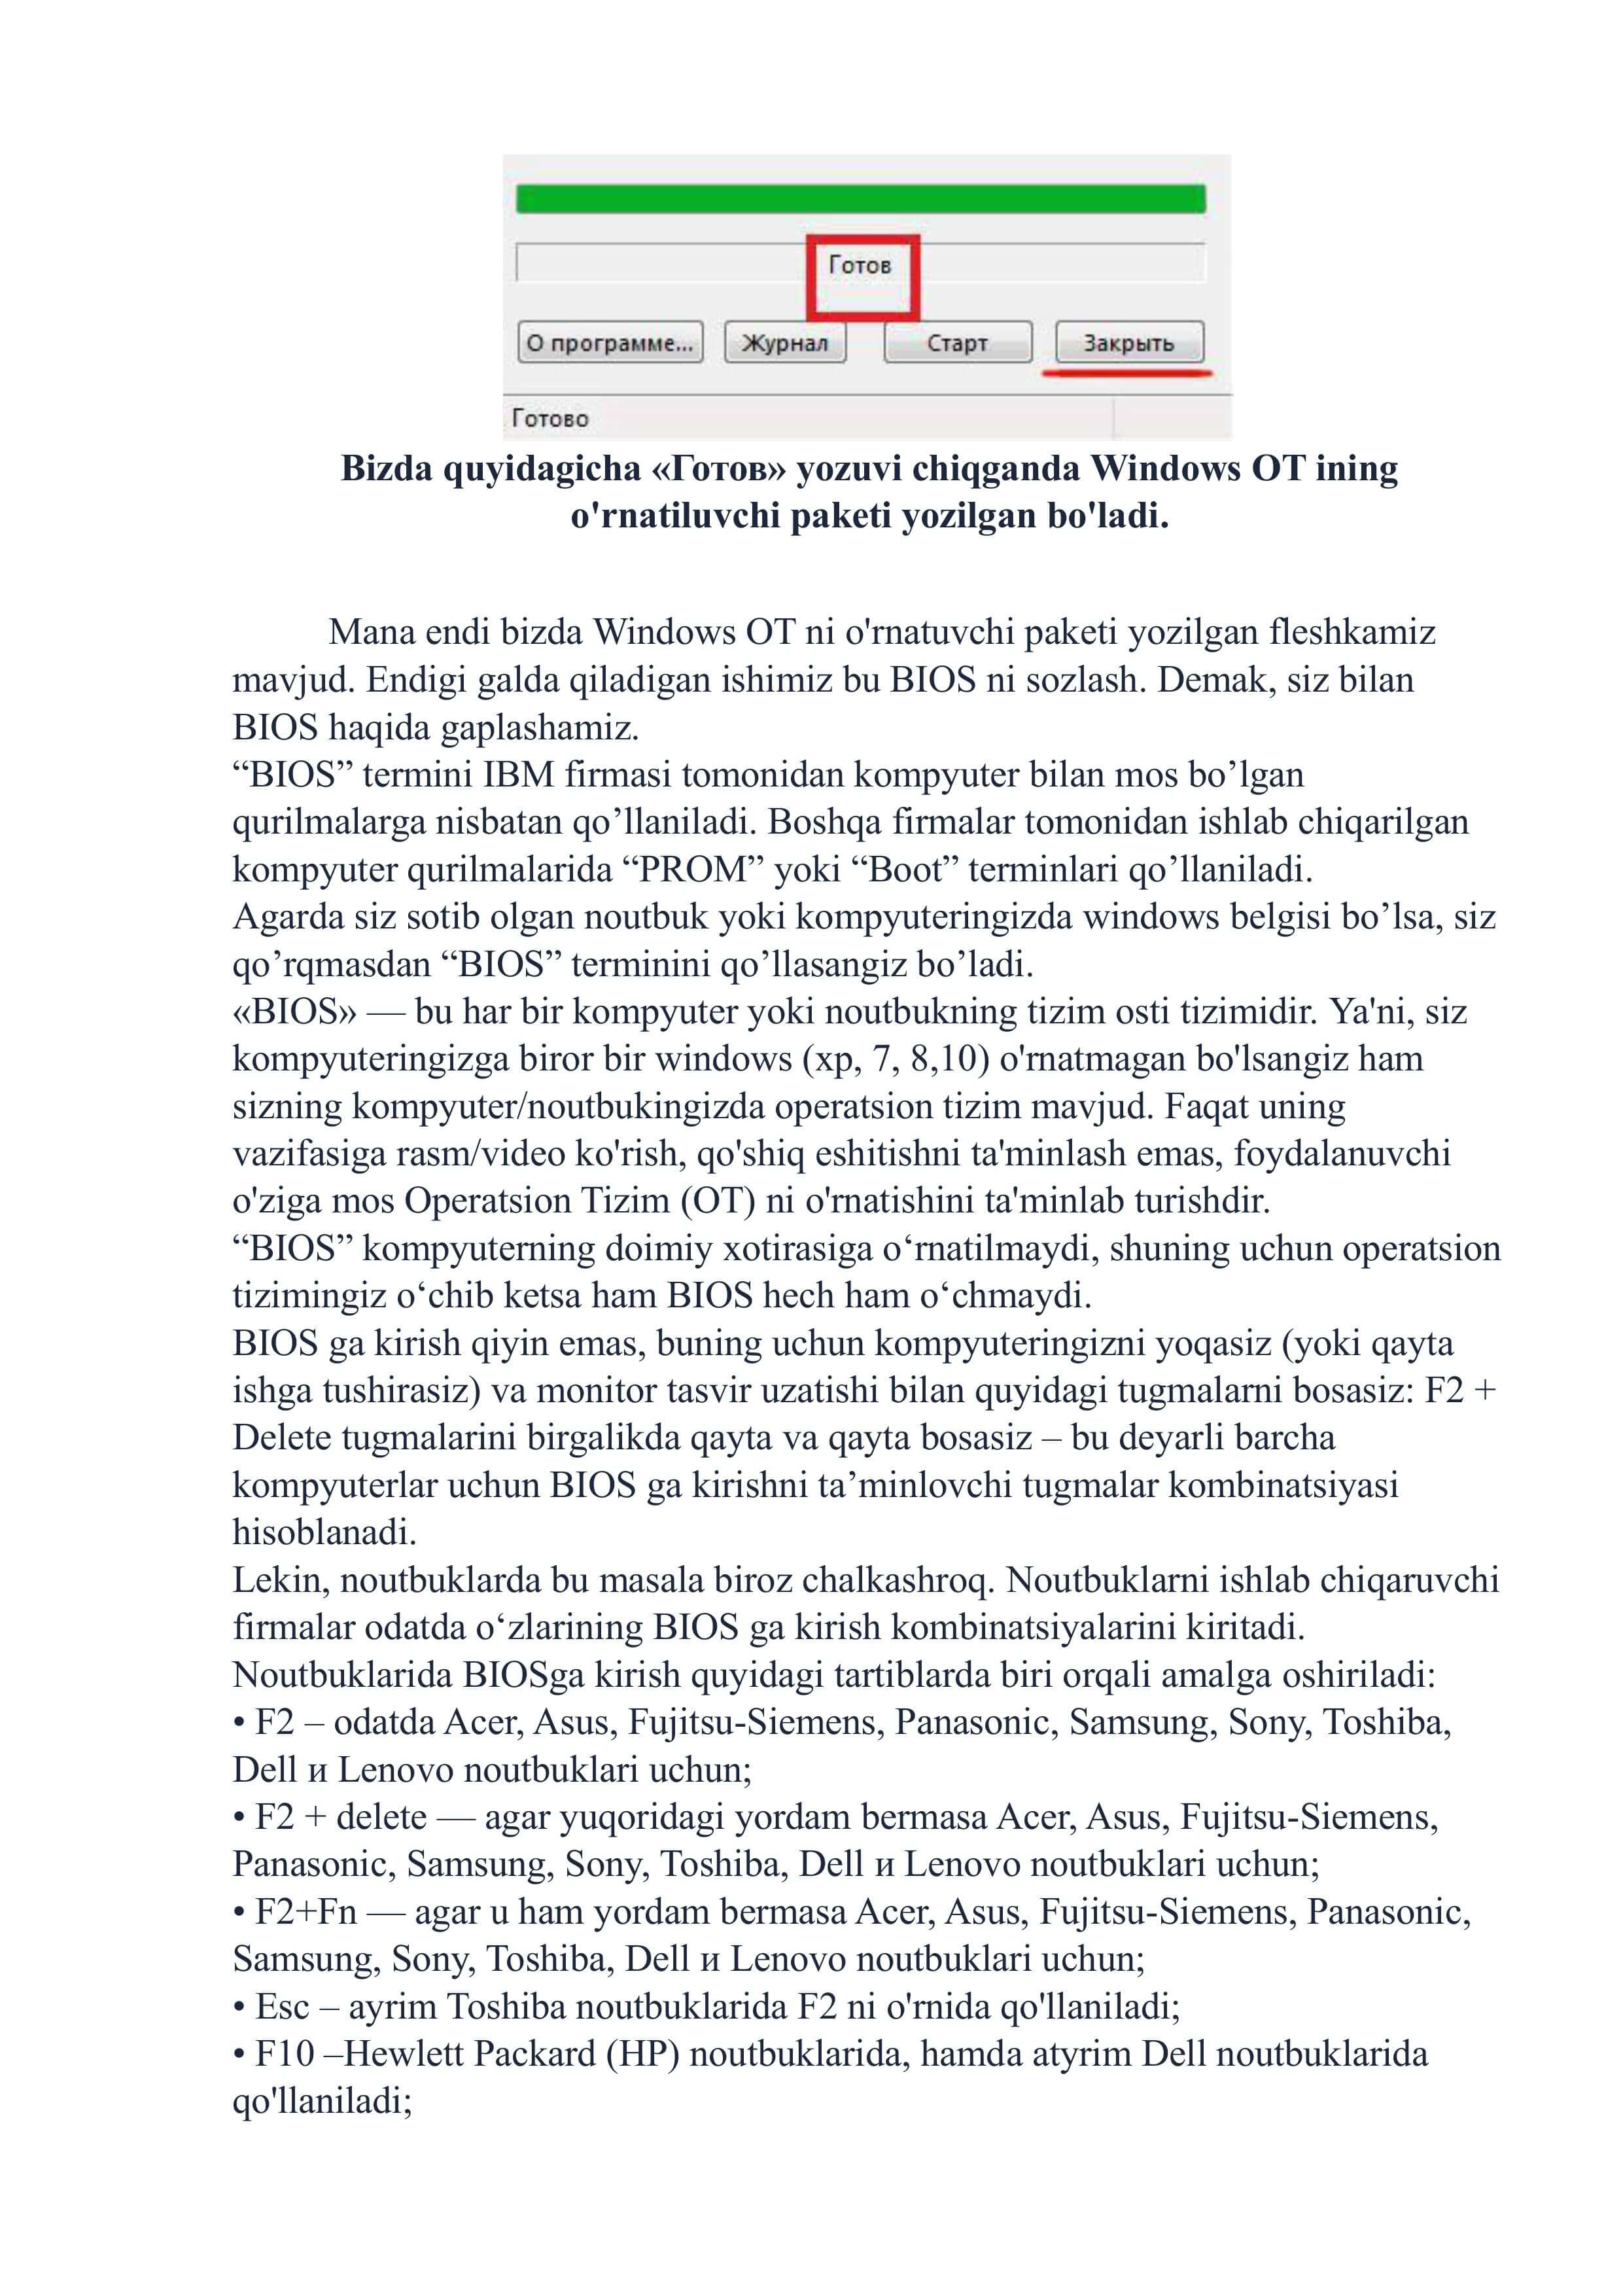 Готов
О программе...
Журнал
Старт
Закрыть
Готово
Bizda quyidagicha «Готов» yozuvi chiqganda Windows OT ining
o'rnatiluvchi paketi yozilgan bo'ladi.
Mana endi bizda Windows OT ni o'rnatuvchi paketi yozilgan fleshkamiz
mavjud. Endigi galda qiladigan ishimiz bu BIOS ni sozlash. Demak, siz bilan
BIOS haqida gaplashamiz.
“BIOS” termini IBM firmasi tomonidan kompyuter bilan mos bo’lgan
qurilmalarga nisbatan qo’llaniladi. Boshqa firmalar tomonidan ishlab chiqarilgan
kompyuter qurilmalarida “PROM” yoki “Boot” terminlari qo’llaniladi.
Agarda siz sotib olgan noutbuk yoki kompyuteringizda windows belgisi bo’lsa, siz
qo’rqmasdan “BIOS” terminini qo’llasangiz bo’ladi.
«BIOS» — bu har bir kompyuter yoki noutbukning tizim osti tizimidir. Ya'ni, siz
kompyuteringizga biror bir windows (xp, 7, 8,10) o'rnatmagan bo'lsangiz ham
sizning kompyuter/noutbukingizda operatsion tizim mavjud. Faqat uning
vazifasiga rasm/video ko'rish, qo'shiq eshitishni ta'minlash emas, foydalanuvchi
o'ziga mos Operatsion Tizim (OT) ni o'rnatishini ta'minlab turishdir.
“BIOS” kompyuterning doimiy xotirasiga o‘rnatilmaydi, shuning uchun operatsion
tizimingiz o‘chib ketsa ham BIOS hech ham o‘chmaydi.
BIOS ga kirish qiyin emas, buning uchun kompyuteringizni yoqasiz (yoki qayta
ishga tushirasiz) va monitor tasvir uzatishi bilan quyidagi tugmalarni bosasiz: F2 +
Delete tugmalarini birgalikda qayta va qayta bosasiz – bu deyarli barcha
kompyuterlar uchun BIOS ga kirishni ta’minlovchi tugmalar kombinatsiyasi
hisoblanadi.
Lekin, noutbuklarda bu masala biroz chalkashroq. Noutbuklarni ishlab chiqaruvchi
firmalar odatda o‘zlarining BIOS ga kirish kombinatsiyalarini kiritadi.
Noutbuklarida BIOSga kirish quyidagi tartiblarda biri orqali amalga oshiriladi:
• F2 – odatda Acer, Asus, Fujitsu-Siemens, Panasonic, Samsung, Sony, Toshiba,
Dell и Lenovo noutbuklari uchun;
• F2 + delete — agar yuqoridagi yordam bermasa Acer, Asus, Fujitsu-Siemens,
Panasonic, Samsung, Sony, Toshiba, Dell и Lenovo noutbuklari uchun;
• F2+Fn — agar u ham yordam bermasa Acer, Asus, Fujitsu-Siemens, Panasonic,
Samsung, Sony, Toshiba, Dell и Lenovo noutbuklari uchun;
• Esc – ayrim Toshiba noutbuklarida F2 ni o'rnida qo'llaniladi;
• F10 –Hewlett Packard (HP) noutbuklarida, hamda atyrim Dell noutbuklarida
qo'llaniladi;